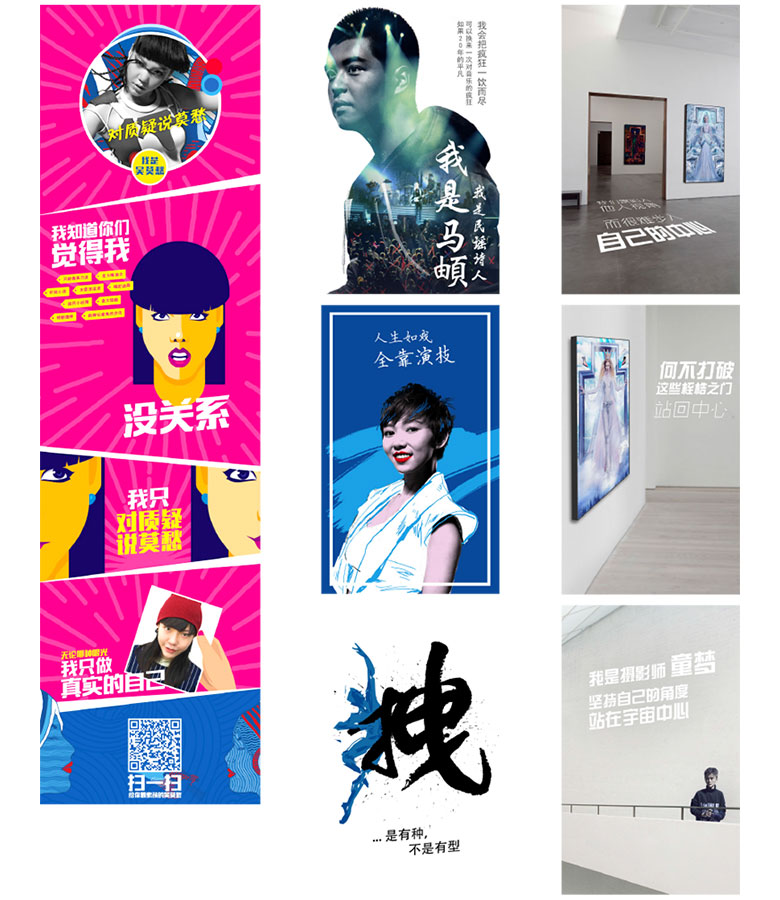 对质疑说莫愁
我是
吴莫愁
我知道你们
觉得我
没关系
我只
对质疑
说莫愁
无论哪种眼光
我只做
真实的自己
扫一扫
我会把疯狂一饮而尽
可以换来一次对音乐的疯狂
如果20年的平凡
我是马頔
我是民谣诗人
人生如戏
全靠演技
拽
... 是有种,
不是有型
而很难步入
自己的中心
何不打破
这些桎梏之门
站回中心
我是摄影师 童梦
坚持自己的角度
站在宇宙中心